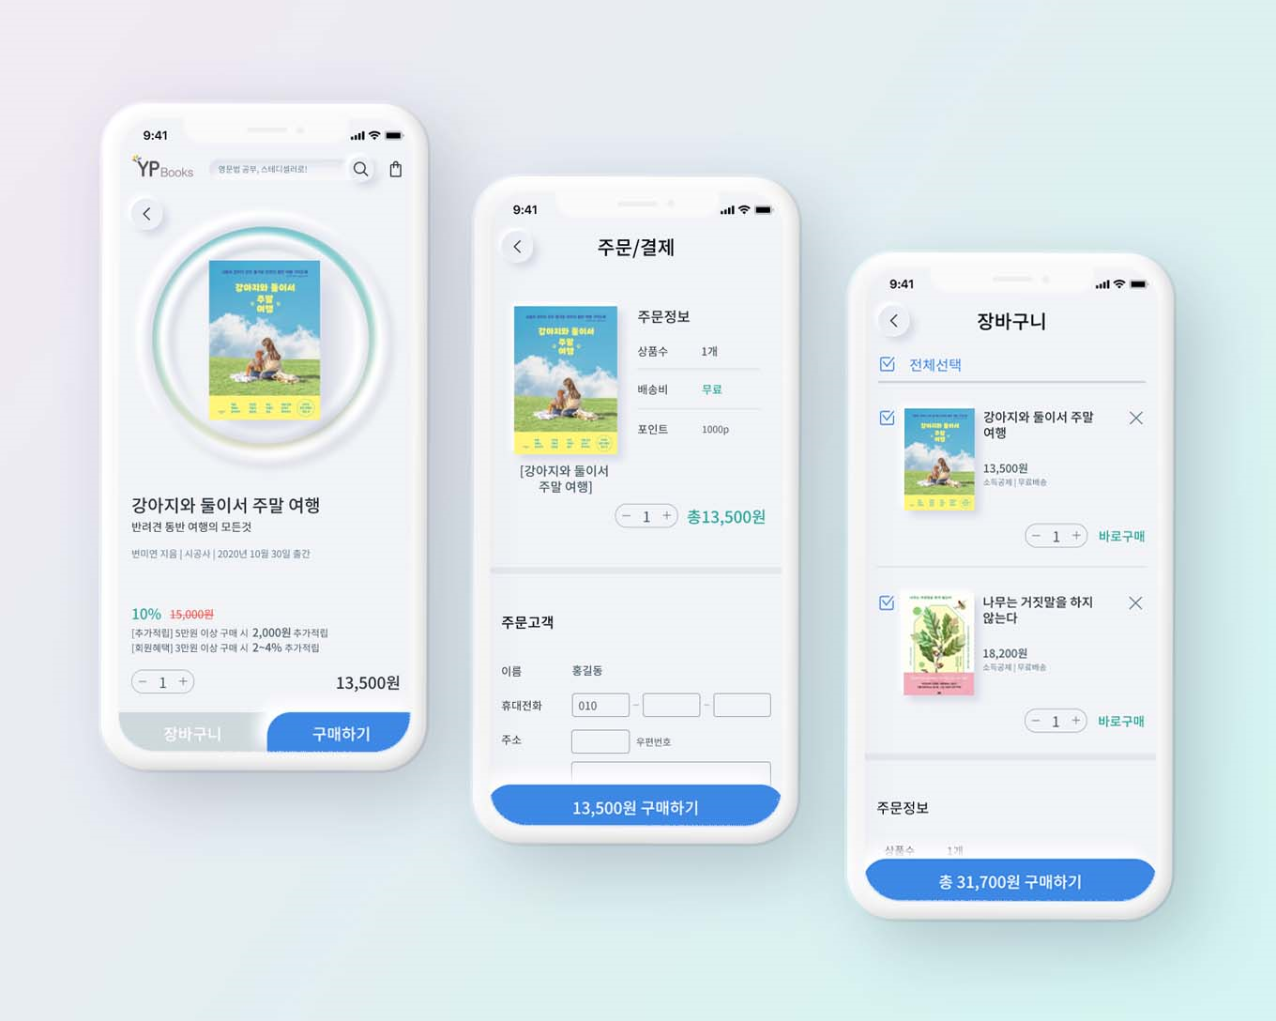 9:41
YP Books
영문법 공부, 스테디셀러로!
강아지와 둘이서
주말
여행
강아지와 둘이서 주말 여행
반려견 동반 여행의 모든것
변미연 지음 | 시공사 | 2020년 10월 30일 출간
10% 15,000원
[추가적립] 5만원 이상 구매 시 2,000원 추가적립
[회원혜택] 3만원 이상 구매 시 2~4% 추가적립
1
13,500원
장바구니
구매하기
9:41
주문/결제
강아지와 둘이서
주말
여행
주문정보
상품수 1개
배송비 무료
포인트 1000p
[강아지와 둘이서
주말 여행]
1
총13,500원
주문고객
이름 홍길동
휴대전화 010 - -
주소 우편번호
13,500원 구매하기
9:41
장바구니
전체선택
강아지와 둘이서
주말
여행
강아지와 둘이서 주말
여행
13,500원
소득공제 | 무료배송
1
바로구매
나무는 거짓말을 하지
않는다
18,200원
소득공제 | 무료배송
1
바로구매
주문정보
상품수 1개
총 31,700원 구매하기